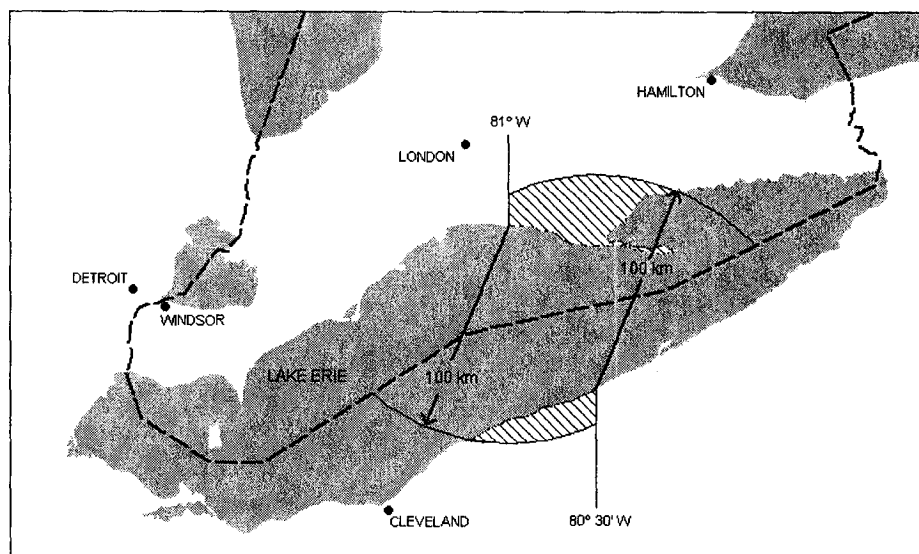 HAMILTON
81° W
LONDON
100 km
DETROIT
WINDSOR
LAKE ERIE
100 km
CLEVELAND
80° 30' W